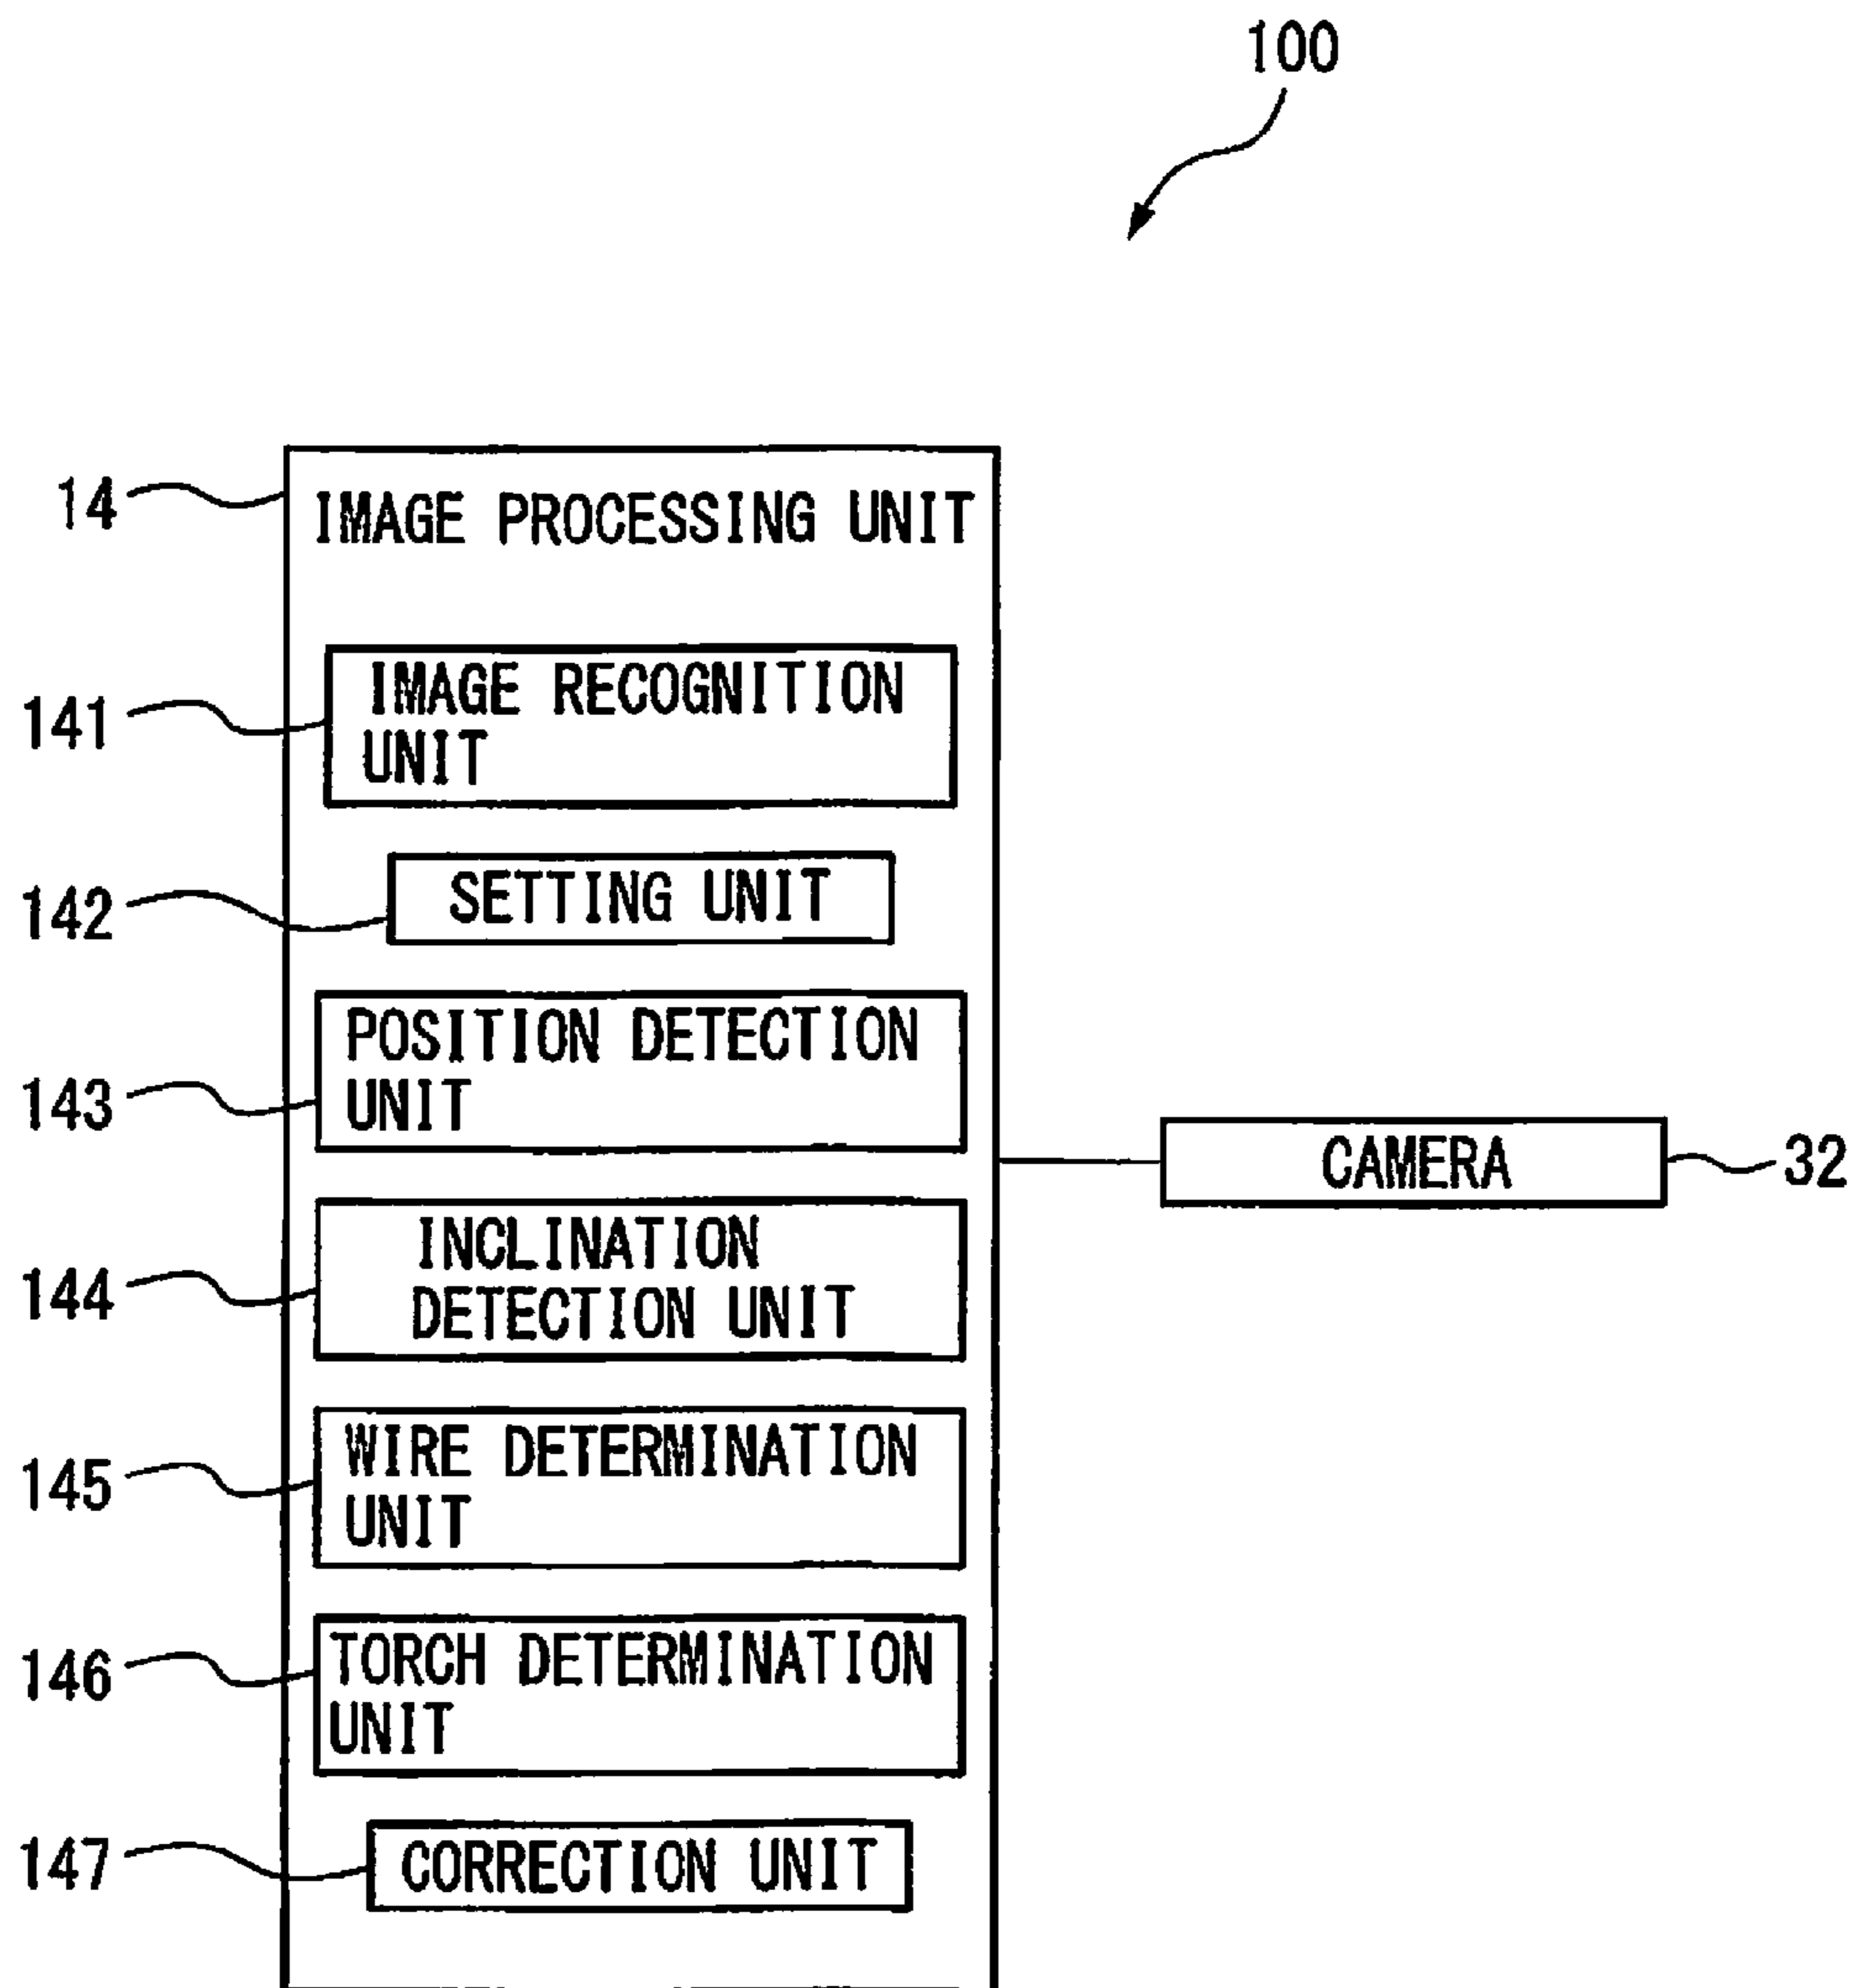 100
14
IMAGE PROCESSING UNIT
141
IMAGE RECOGNITION
UNIT
142
SETTING UNIT
143
POSITION DETECTION
UNIT
CAMERA
32
144
INCLINATION
DETECTION UNIT
145
WIRE DETERMINATION
UNIT
146
TORCH DETERMINATION
UNIT
147
CORRECTION UNIT